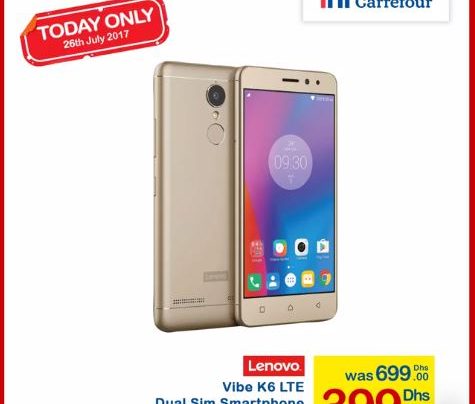 TODAY ONLY
26th July 2017
Carrefour
09:30
Lenovo
Lenovo
Vibe K6 LTE
Dual Sim Smartphone
was 699.00 Dhs
Dhs